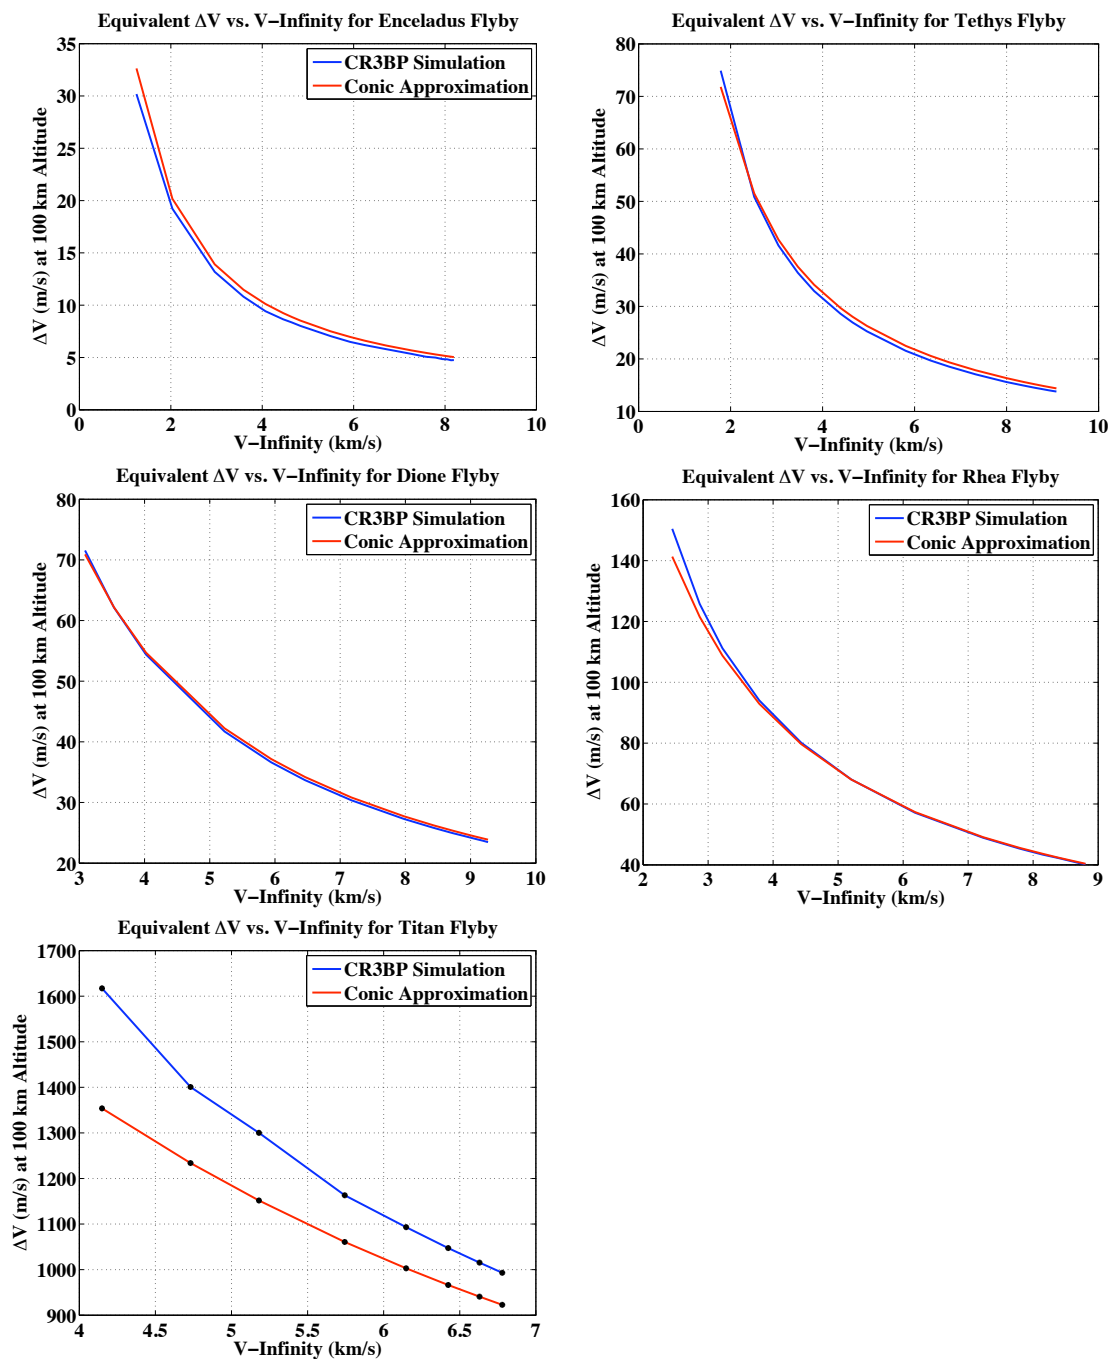 Equivalent ΔV vs. V−Infinity for Enceladus Flyby
35
30
25
20
15
10
5
0
ΔV (m/s) at 100 km Altitude
CR3BP Simulation
Conic Approximation
0 2 4 6 8 10
V−Infinity (km/s)
Equivalent ΔV vs. V−Infinity for Tethys Flyby
80
70
60
50
40
30
20
10
ΔV (m/s) at 100 km Altitude
0 2 4 6 8 10
V−Infinity (km/s)
Equivalent ΔV vs. V−Infinity for Dione Flyby
80
70
60
50
40
30
20
ΔV (m/s) at 100 km Altitude
CR3BP Simulation
Conic Approximation
3 4 5 6 7 8 9 10
V−Infinity (km/s)
Equivalent ΔV vs. V−Infinity for Rhea Flyby
160
140
120
100
80
60
40
ΔV (m/s) at 100 km Altitude
CR3BP Simulation
Conic Approximation
2 3 4 5 6 7 8 9
V−Infinity (km/s)
Equivalent ΔV vs. V−Infinity for Titan Flyby
1700
1600
1500
1400
1300
1200
1100
1000
900
ΔV (m/s) at 100 km Altitude
CR3BP Simulation
Conic Approximation
4 4.5 5 5.5 6 6.5 7
V−Infinity (km/s)